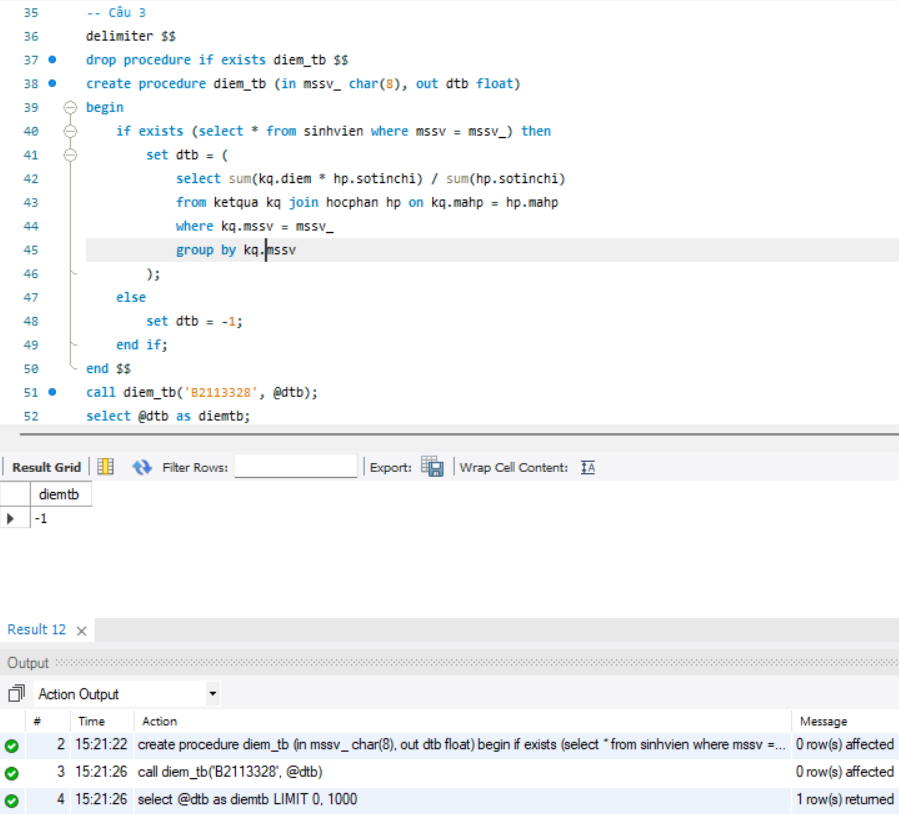 35 -- Câu 3
36 delimiter $$
37 drop procedure if exists diem_tb $$
38 create procedure diem_tb (in mssv_ char(8), out dtb float)
39 begin
40 if exists (select * from sinhvien where mssv = mssv_) then
41 set dtb = (
42 select sum(kq.diem * hp.sotinchi) / sum(hp.sotinchi)
43 from ketqua kq join hocphan hp on kq.mahp = hp.mahp
44 where kq.mssv = mssv_
45 group by kq.mssv
46 );
47 else
48 set dtb = -1;
49 end if;
50 end $$
51 call diem_tb('B2113328', @dtb);
52 select @dtb as diemtb;
Result Grid Filter Rows: Export: Wrap Cell Content: IA
diemtb
-1
Result 12
Output
Action Output
# Time Action Message
2 15:21:22 create procedure diem_tb (in mssv_ char(8), out dtb float) begin if exists (select * from sinhvien where mssv =... 0 row(s) affected
3 15:21:26 call diem_tb('B2113328', @dtb) 0 row(s) affected
4 15:21:26 select @dtb as diemtb LIMIT 0, 1000 1 row(s) returned